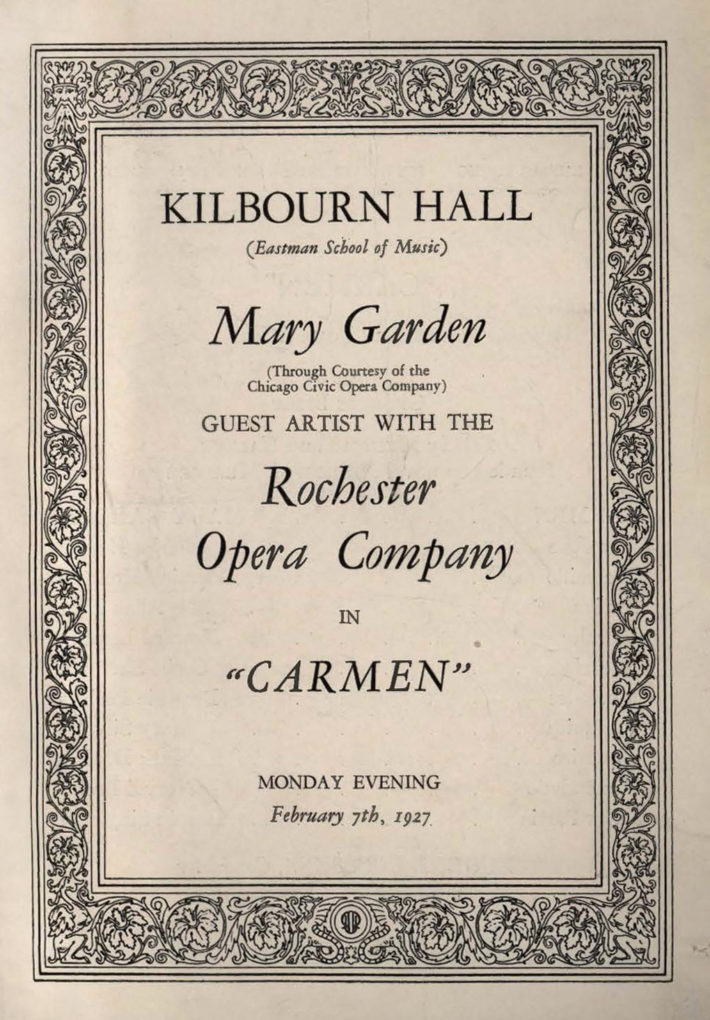 KILBOURN HALL
(Eastman School of Music)
Mary Garden
(Through Courtesy of the
Chicago Civic Opera Company)
GUEST ARTIST WITH THE
Rochester
Opera Company
IN
“CARMEN”
MONDAY EVENING
February 7th, 1927